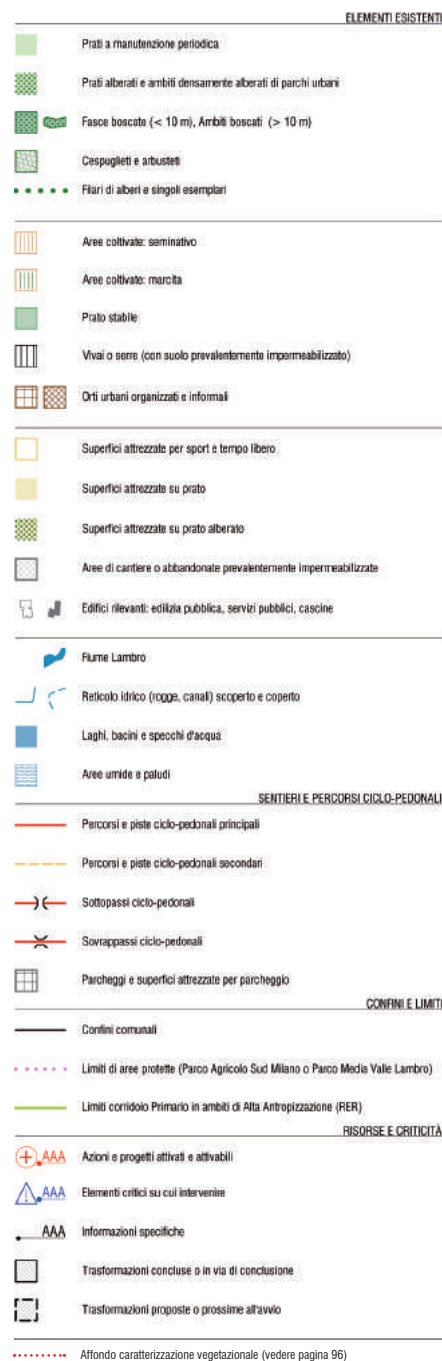 ELEMENTI ESISTENTI
Prati a manutenzione periodica
Prati alberati e ambiti densamente alberati di parchi urbani
Fasce boscate (< 10 m), Ambiti boscati (> 10 m)
Cespuglieti e arbusteti
Filari di alberi e singoli esemplari
Aree coltivate: seminativo
Aree coltivate: marcita
Prato stabile
Vivai o serre (con suolo prevalentemente impermeabilizzato)
Orti urbani organizzati e informali
Superfici attrezzate per sport e tempo libero
Superfici attrezzate su prato
Superfici attrezzate su prato alberato
Aree di cantiere o abbandonate prevalentemente impermeabilizzate
Edifici rilevanti: edilizia pubblica, servizi pubblici, cascine
Fiume Lambro
Reticolo idrico (rogge, canali) scoperto e coperto
Laghi, bacini e specchi d'acqua
Aree umide e paludi
SENTIERI E PERCORSI CICLO-PEDONALI
Percorsi e piste ciclo-pedonali principali
Percorsi e piste ciclo-pedonali secondari
Sottopassi ciclo-pedonali
Sovrappassi ciclo-pedonali
Parcheggi e superfici attrezzate per parcheggio
CONFINI E LIMITI
Confini comunali
Limiti di aree protette (Parco Agricolo Sud Milano o Parco Media Valle Lambro)
Limiti corridoio Primario in ambiti di Alta Antropizzazione (RER)
RISORSE E CRITICITÀ
AAA Azioni e progetti attivati e attivabili
AAA Elementi critici su cui intervenire
AAA Informazioni specifiche
Trasformazioni concluse o in via di conclusione
Trasformazioni proposte o prossime all'avvio
Affondo caratterizzazione vegetazionale (vedere pagina 96)